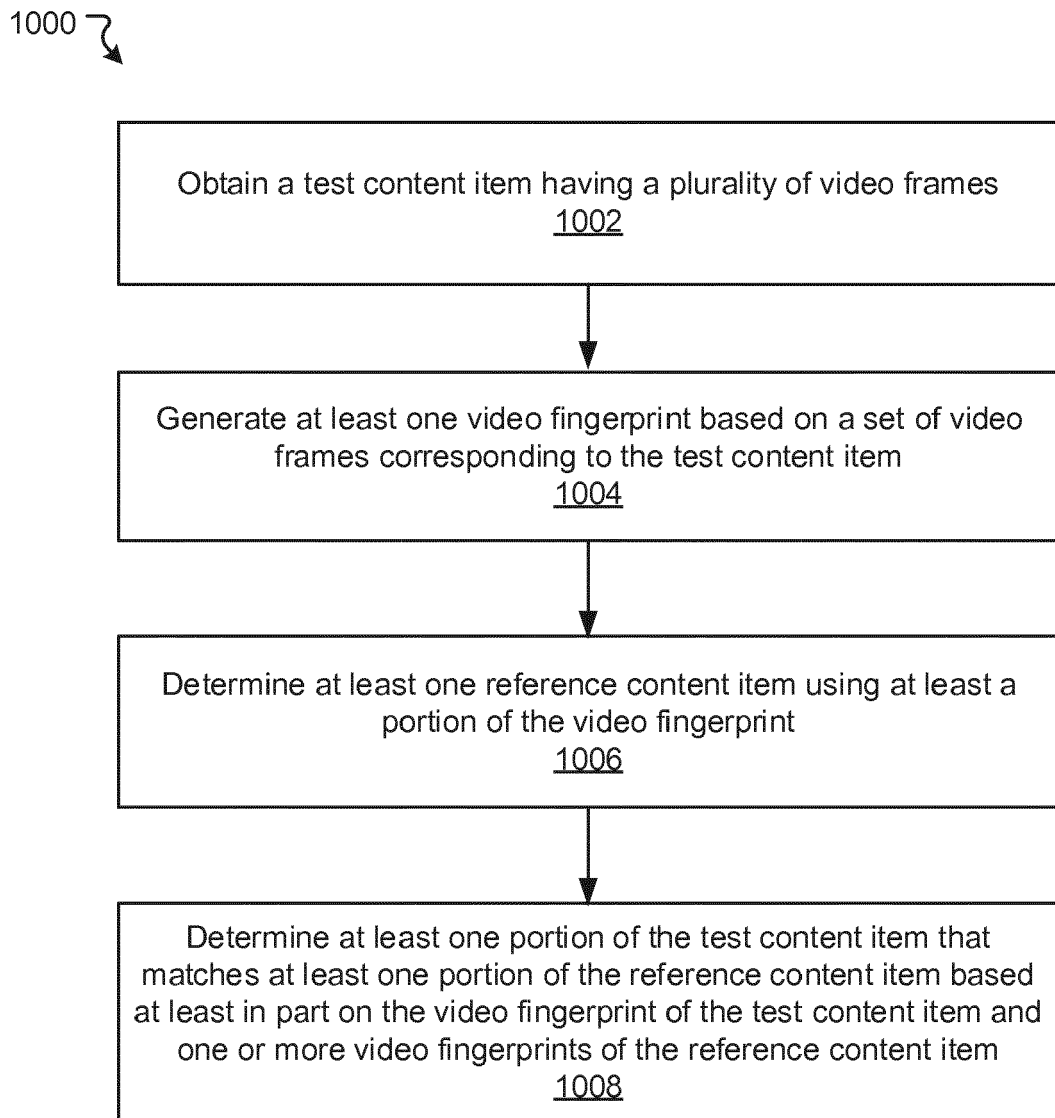 1000
Obtain a test content item having a plurality of video frames
1002
Generate at least one video fingerprint based on a set of video
frames corresponding to the test content item
1004
Determine at least one reference content item using at least a
portion of the video fingerprint
1006
Determine at least one portion of the test content item that
matches at least one portion of the reference content item based
at least in part on the video fingerprint of the test content item and
one or more video fingerprints of the reference content item
1008